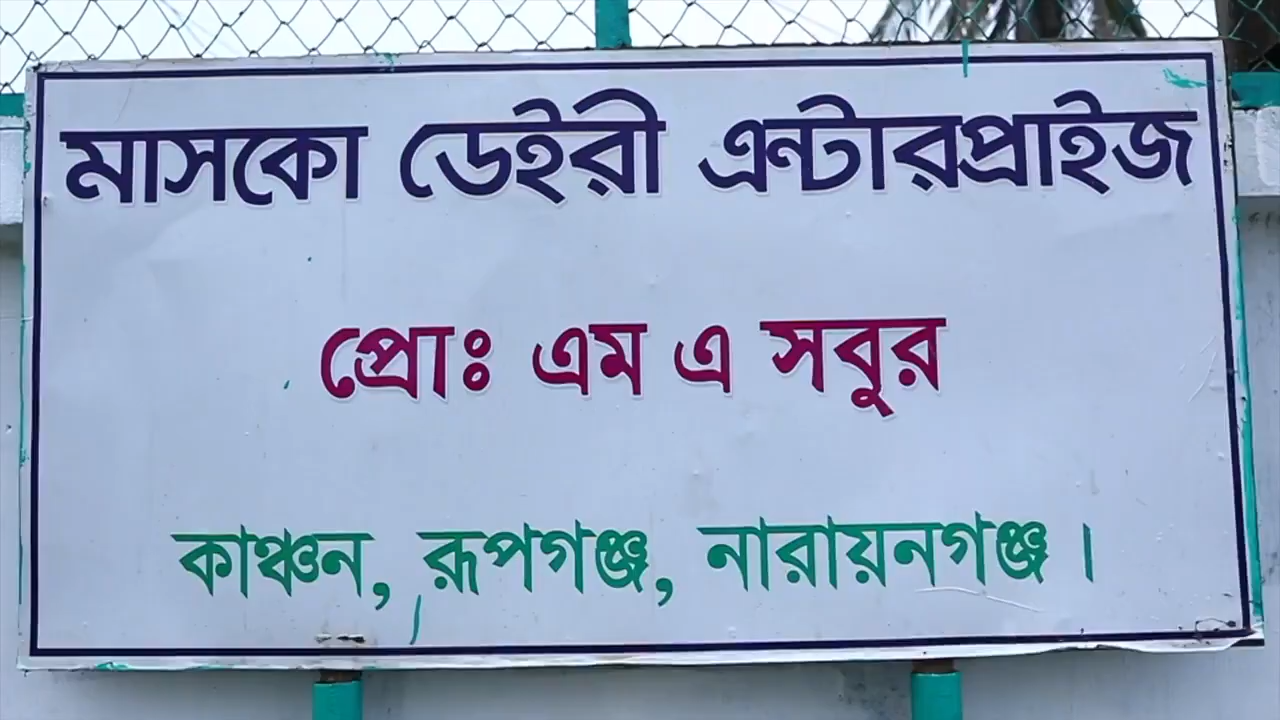 মাসকো ডেইরী এন্টারপ্রাইজ
প্রোঃ এম এ সবুর
কাঞ্চন, রূপগঞ্জ, নারায়নগঞ্জ।